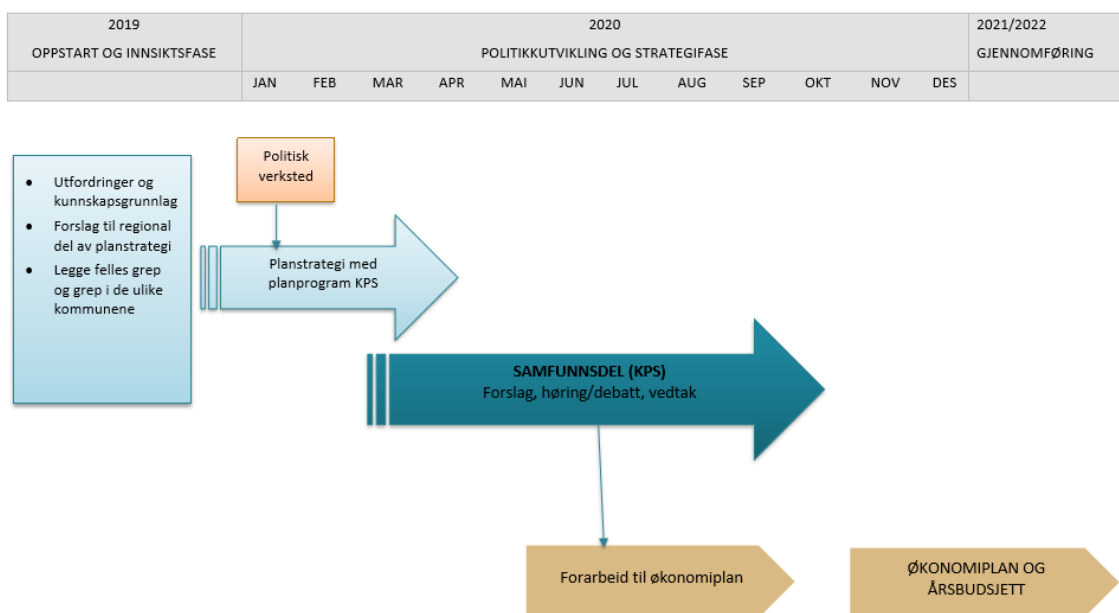 2019
OPPSTART OG INNSIKTSFASE
2020
POLITIKKUTVIKLING OG STRATEGIFASE
2021/2022
GJENNOMFØRING
JAN FEB MAR APR MAI JUN JUL AUG SEP OKT NOV DES
• Utfordringer og
kunnskapsgrunnlag
• Forslag til regional
del av planstrategi
• Legge felles grep
og grep i de ulike
kommunene
Politisk
verksted
Planstrategi med
planprogram KPS
SAMFUNNSDEL (KPS)
Forslag, høring/debatt, vedtak
Forarbeid til økonomiplan
ØKONOMIPLAN OG
ÅRSBUDSJETT